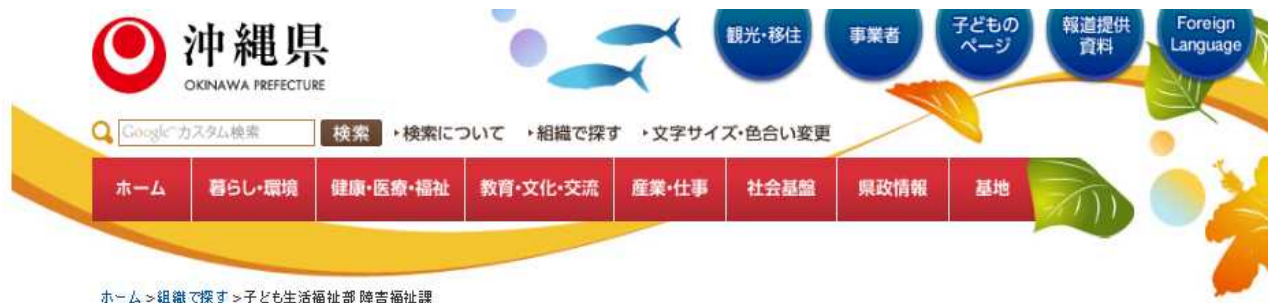 観光・移住
事業者
子どもの
ページ
報道提供
資料
Foreign
Language
沖縄県
OKINAWA PREFECTURE
Google™カスタム検索
検索
検索について
組織で探す
文字サイズ・色合い変更
ホーム
暮らし・環境
健康・医療・福祉
教育・文化・交流
産業・仕事
社会基盤
県政情報
基地
ホーム > 組織で探す > 子ども生活福祉部 障害福祉課